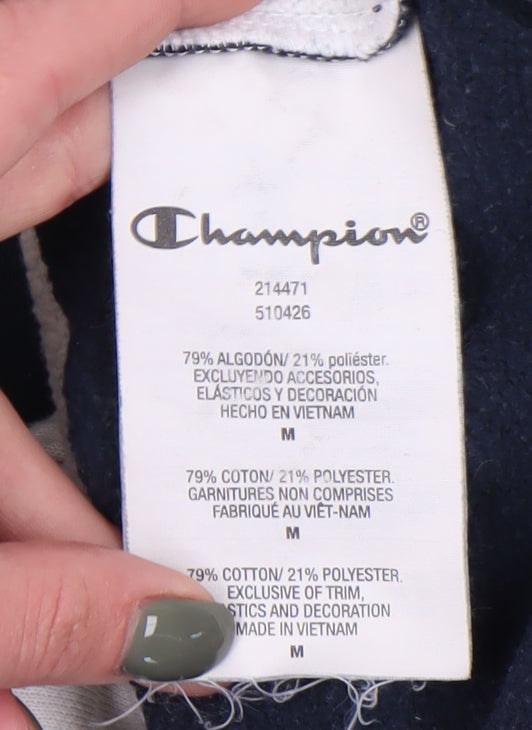 Champion®
214471
510426
79% ALGODÓN/ 21% poliéster.
EXCLUYENDO ACCESORIOS,
ELÁSTICOS Y DECORACIÓN
HECHO EN VIETNAM
M
79% COTON/ 21% POLYESTER.
GARNITURES NON COMPRISES
FABRIQUÉ AU VIÊT-NAM
M
79% COTTON/ 21% POLYESTER.
EXCLUSIVE OF TRIM,
AND DECORATION
MADE IN VIETNAM
M